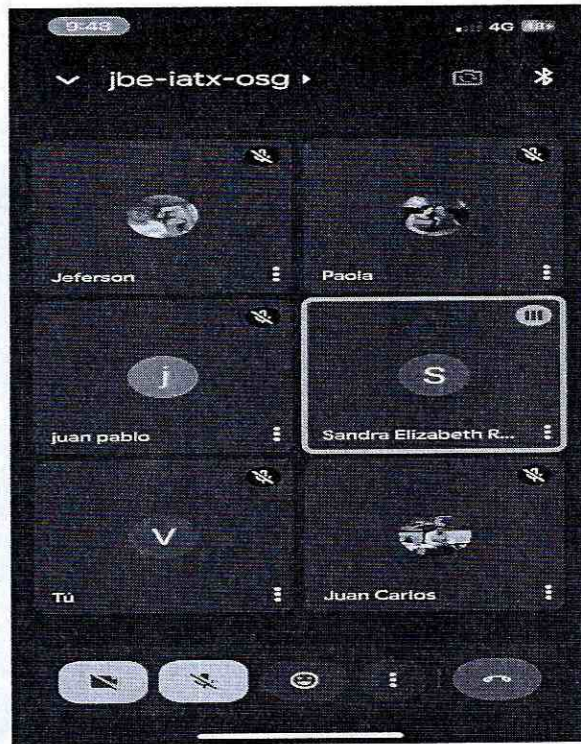 9:43
4G
jbe-iatx-osg
Jeferson
Paola
j
S
juan pablo
Sandra Elizabeth R...
V
Tú
Juan Carlos